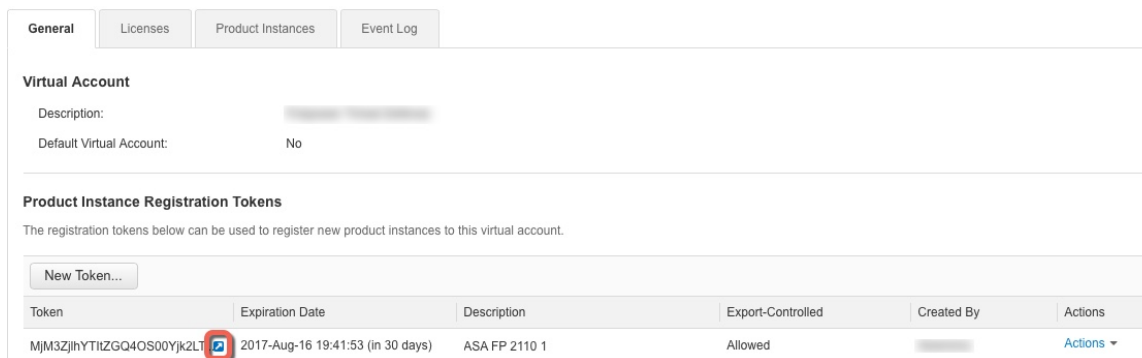 General Licenses Product Instances Event Log
Virtual Account
Description:
Default Virtual Account: No
Product Instance Registration Tokens
The registration tokens below can be used to register new product instances to this virtual account.
New Token...
Token Expiration Date Description Export-Controlled Created By Actions
MjM3ZjlhYTItZGQ4OS00Yjk2LT 2017-Aug-16 19:41:53 (in 30 days) ASA FP 2110 1 Allowed Actions